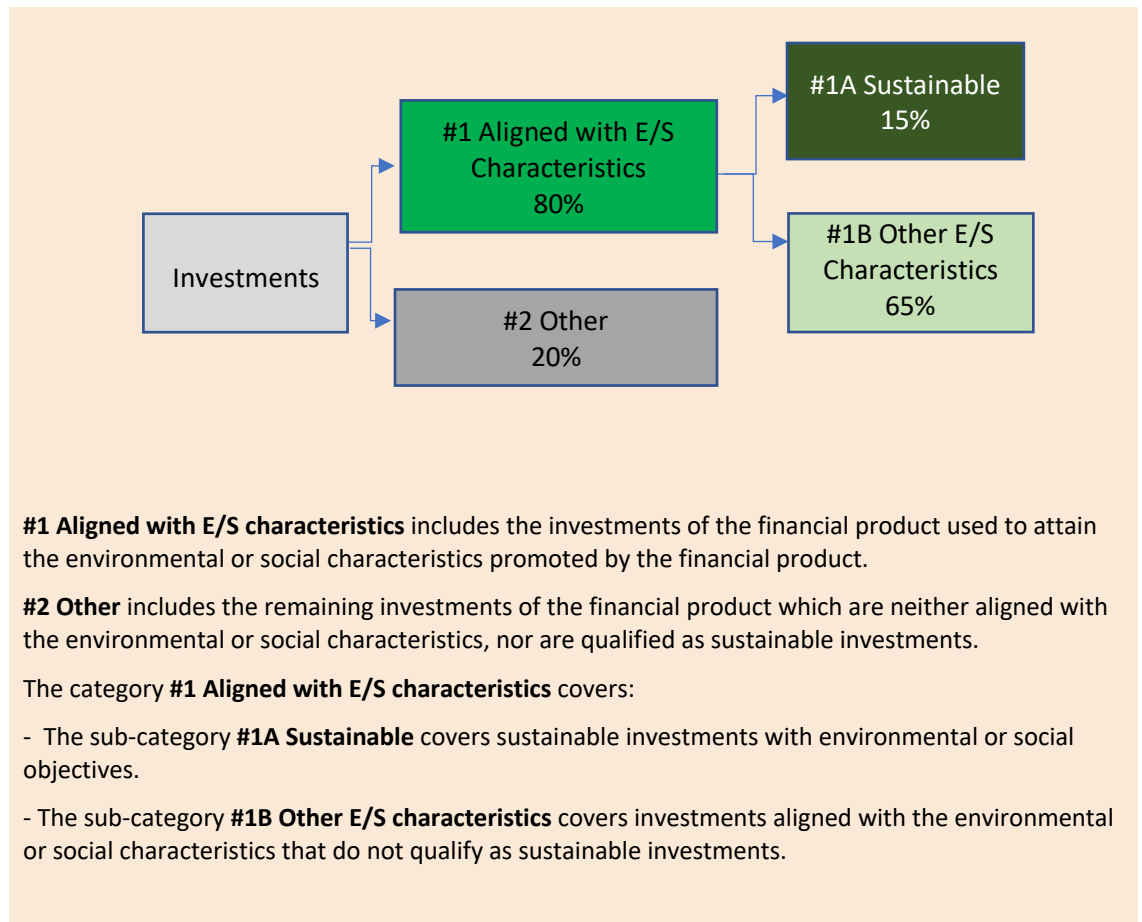 #1A Sustainable
15%
#1 Aligned with E/S
Characteristics
80%
#1B Other E/S
Characteristics
65%
Investments
#2 Other
20%
#1 Aligned with E/S characteristics includes the investments of the financial product used to attain
the environmental or social characteristics promoted by the financial product.
#2 Other includes the remaining investments of the financial product which are neither aligned with
the environmental or social characteristics, nor are qualified as sustainable investments.
The category #1 Aligned with E/S characteristics covers:
- The sub-category #1A Sustainable covers sustainable investments with environmental or social
objectives.
- The sub-category #1B Other E/S characteristics covers investments aligned with the environmental
or social characteristics that do not qualify as sustainable investments.